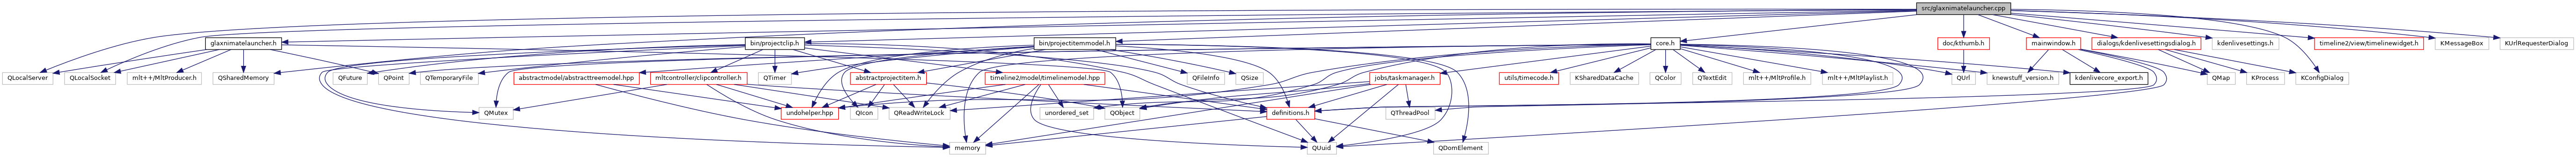 src/glaxnimatelauncher.cpp
glaxnimatelauncher.h
bin/projectclip.h
bin/projectitemmodel.h
core.h
doc/kthumb.h
mainwindow.h
dialogs/kdenlivesettingsdialog.h
kdenlivesettings.h
timeline2/view/timelinewidget.h
KMessageBox
KUrlRequesterDialog
QLocalServer
QLocalSocket
mlt++/MltProducer.h
QSharedMemory
QFuture
QPoint
QTemporaryFile
abstractmodel/abstracttreemodel.hpp
mltcontroller/clipcontroller.h
QTimer
abstractprojectitem.h
timeline2/model/timelinemodel.hpp
QFileInfo
QSize
jobs/taskmanager.h
utils/timecode.h
KSharedDataCache
QColor
QTextEdit
mlt++/MltProfile.h
mlt++/MltPlaylist.h
QUrl
knewstuff_version.h
kdenlivecore_export.h
QMap
KProcess
KConfigDialog
QMutex
undohelper.hpp
QIcon
QReadWriteLock
unordered_set
QObject
definitions.h
QThreadPool
memory
QUuid
QDomElement